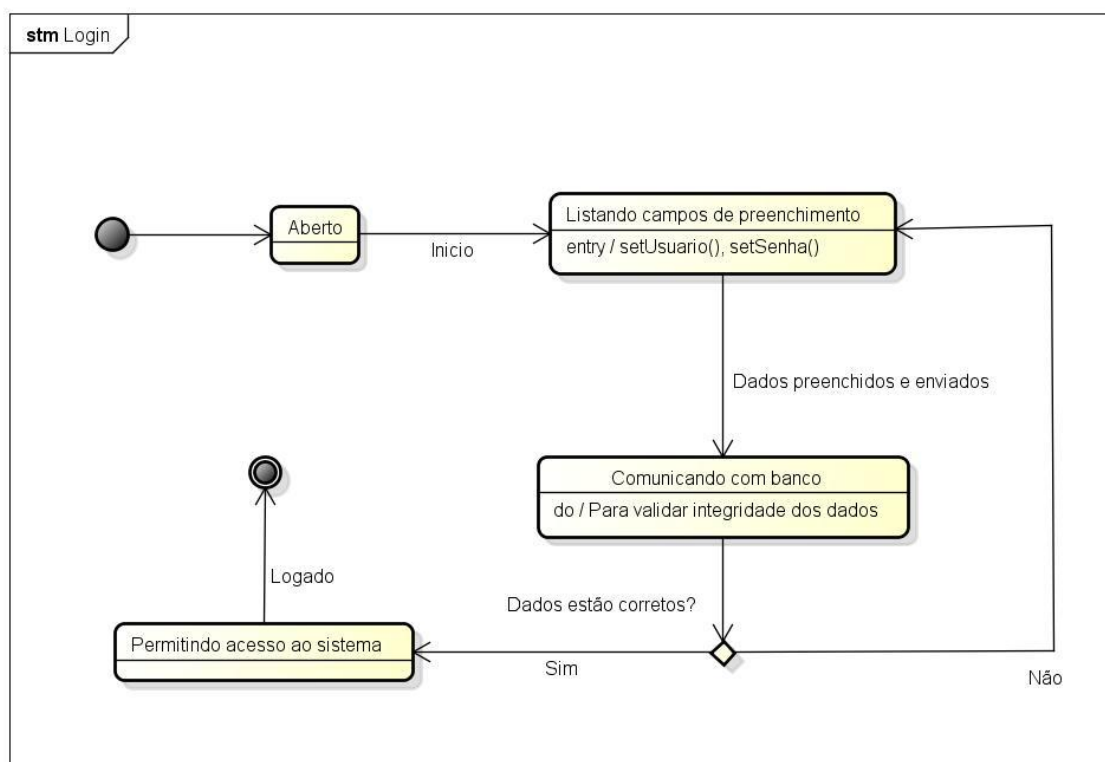 stm Login
Aberto
Inicio
Listando campos de preenchimento
entry / setUsuario(), setSenha()
Dados preenchidos e enviados
Comunicando com banco
do / Para validar integridade dos dados
Dados estão corretos?
Sim
Não
Permitindo acesso ao sistema
Logado